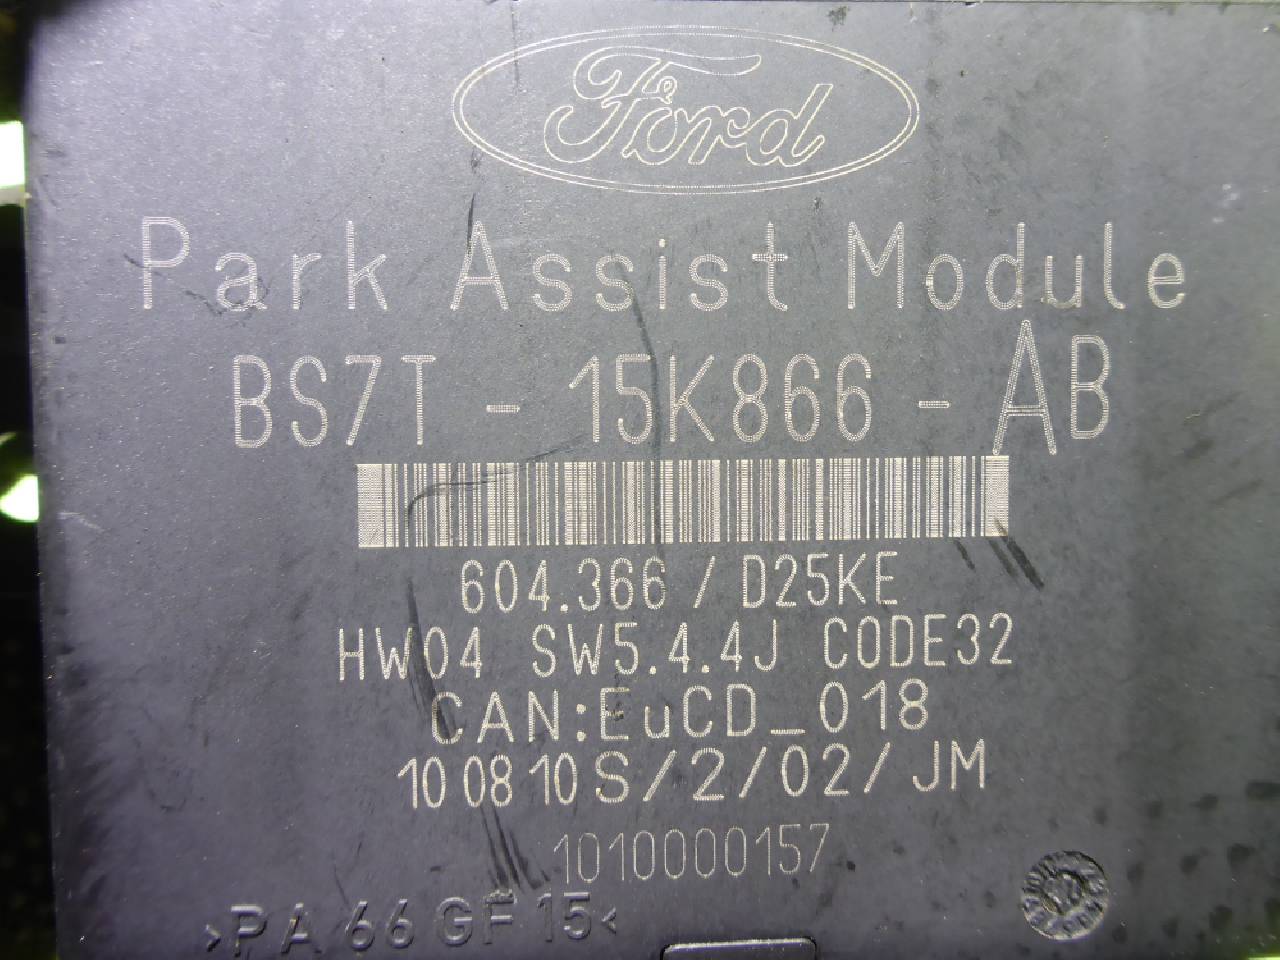 Ford
Park Assist Module
BS7T - 15K866 - AB
604.366 / D25KE
HW04 SW5.4.4J CODE32
CAN:EuCD_018
10 08 10 S/2/02/JM
1010000157
>PA 66 GF 15<